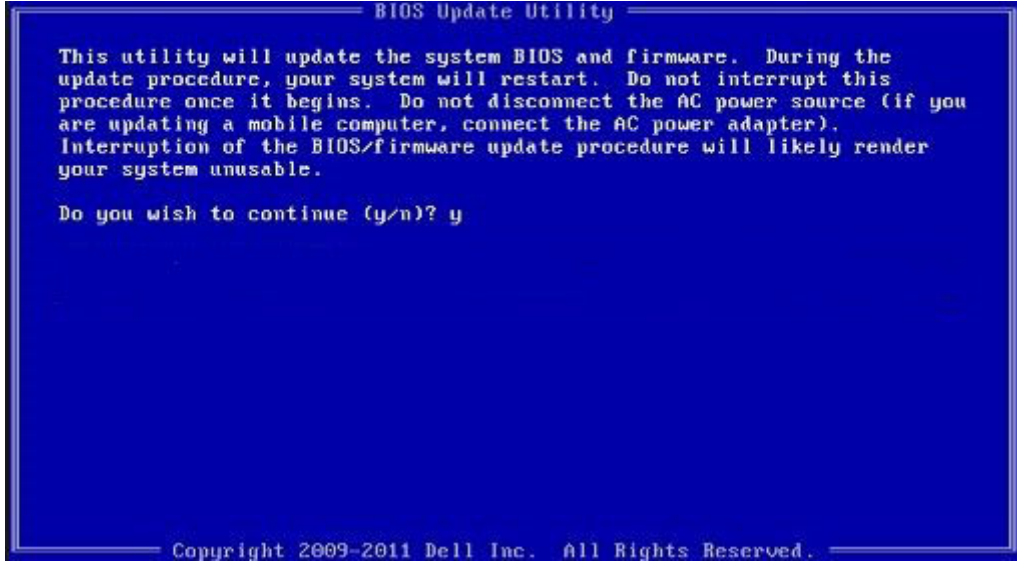 BIOS Update Utility
This utility will update the system BIOS and firmware.  During the
update procedure, your system will restart.  Do not interrupt this
procedure once it begins.  Do not disconnect the AC power source (if you
are updating a mobile computer, connect the AC power adapter).
Interruption of the BIOS/firmware update procedure will likely render
your system unusable.
Do you wish to continue (y/n)? y
Copyright 2009-2011 Dell Inc.  All Rights Reserved.